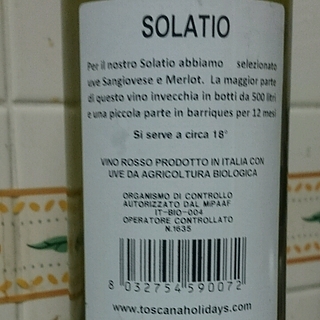 SOLATIO
Per il nostro Solatio abbiamo selezionato
uve Sangiovese e Merlot. La maggior parte
di questo vino invecchia in botti da 500 litri
e una piccola parte in barriques per 12 mesi
Si serve a circa 18°
VINO ROSSO PRODOTTO IN ITALIA CON
UVE DA AGRICOLTURA BIOLOGICA
ORGANISMO DI CONTROLLO
AUTORIZZATO DAL MIPAAF
IT-BIO-004
OPERATORE CONTROLLATO
N.1635
8 032754 590072
www.toscanaholidays.com